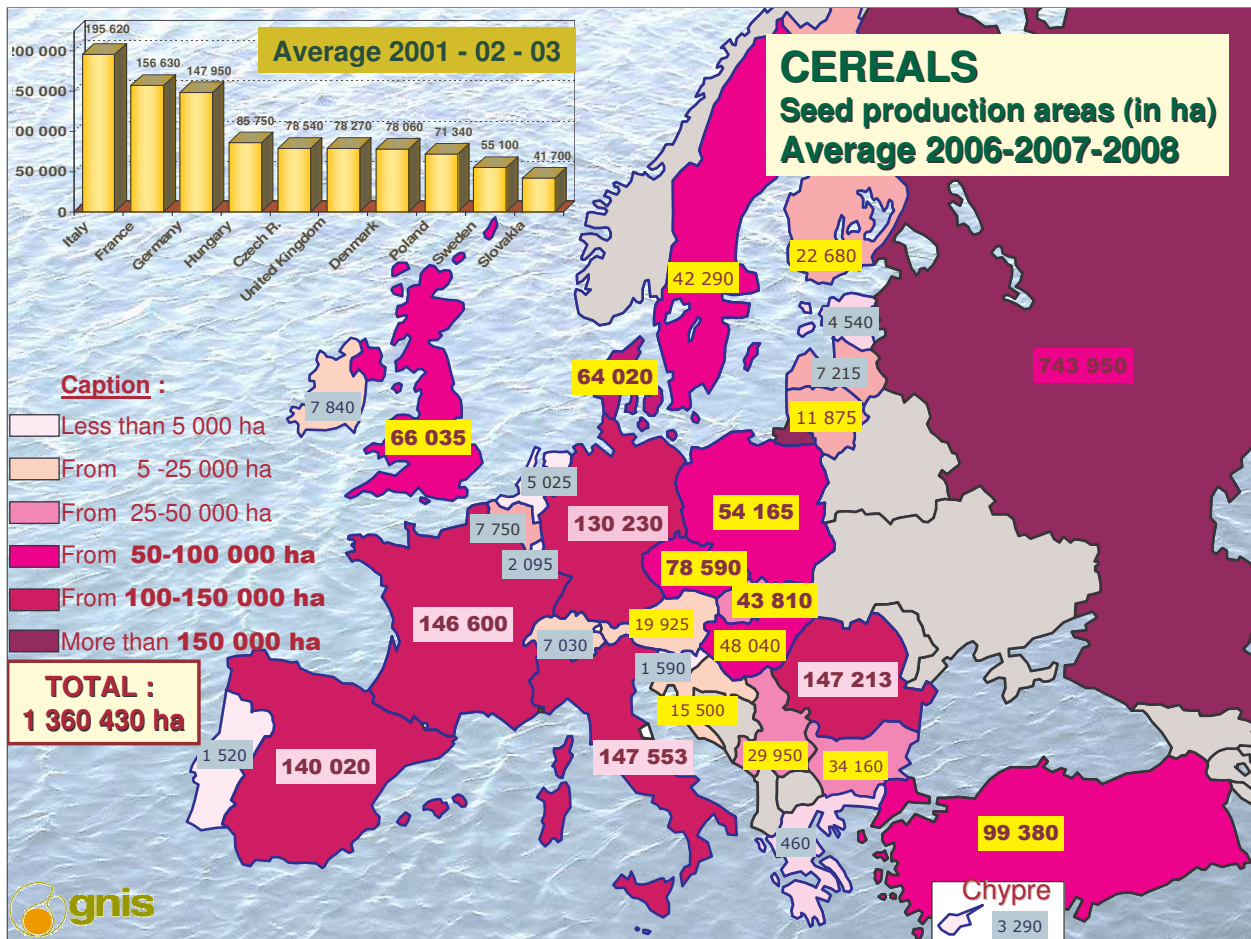 195 620
200 000
156 630
147 950
50 000
85 750
78 540
78 270
78 060
71 340
00 000
55 100
41 700
50 000
0
Italy
France
Germany
Hungary
Czech R.
United Kingdom
Denmark
Poland
Sweden
Slovakia
Average 2001 - 02 - 03
CEREALS
Seed production areas (in ha)
Average 2006-2007-2008
22 680
42 290
4 540
743 950
7 215
64 020
11 875
7 840
66 035
5 025
54 165
130 230
7 750
2 095
78 590
43 810
146 600
19 925
7 030
48 040
1 590
147 213
15 500
1 520
140 020
147 553
29 950
34 160
99 380
460
Caption :
Less than 5 000 ha
From 5 -25 000 ha
From 25-50 000 ha
From 50-100 000 ha
From 100-150 000 ha
More than 150 000 ha
TOTAL :
1 360 430 ha
gnis
Chypre
3 290